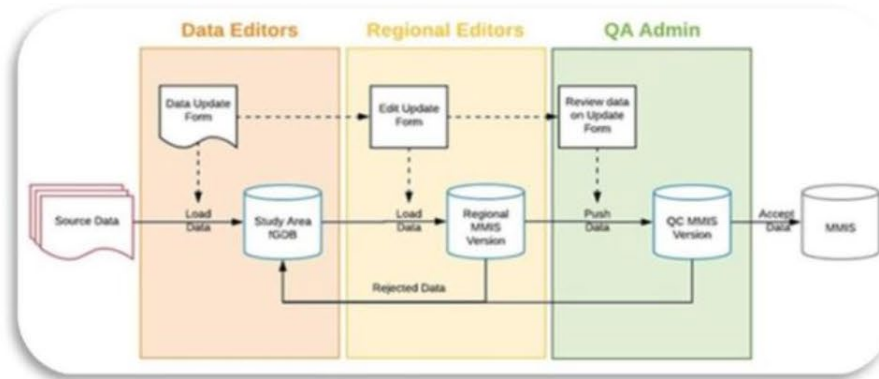 Data Editors
Regional Editors
QA Admin
Data Update
Form
Edit Update
Form
Review data
on Update
Form
Source Data
Load
Data
Study Area
fGDB
Load
Data
Regional
MMIS
Version
Push
Data
QC MMIS
Version
Accept
Data
MMIS
Rejected Data